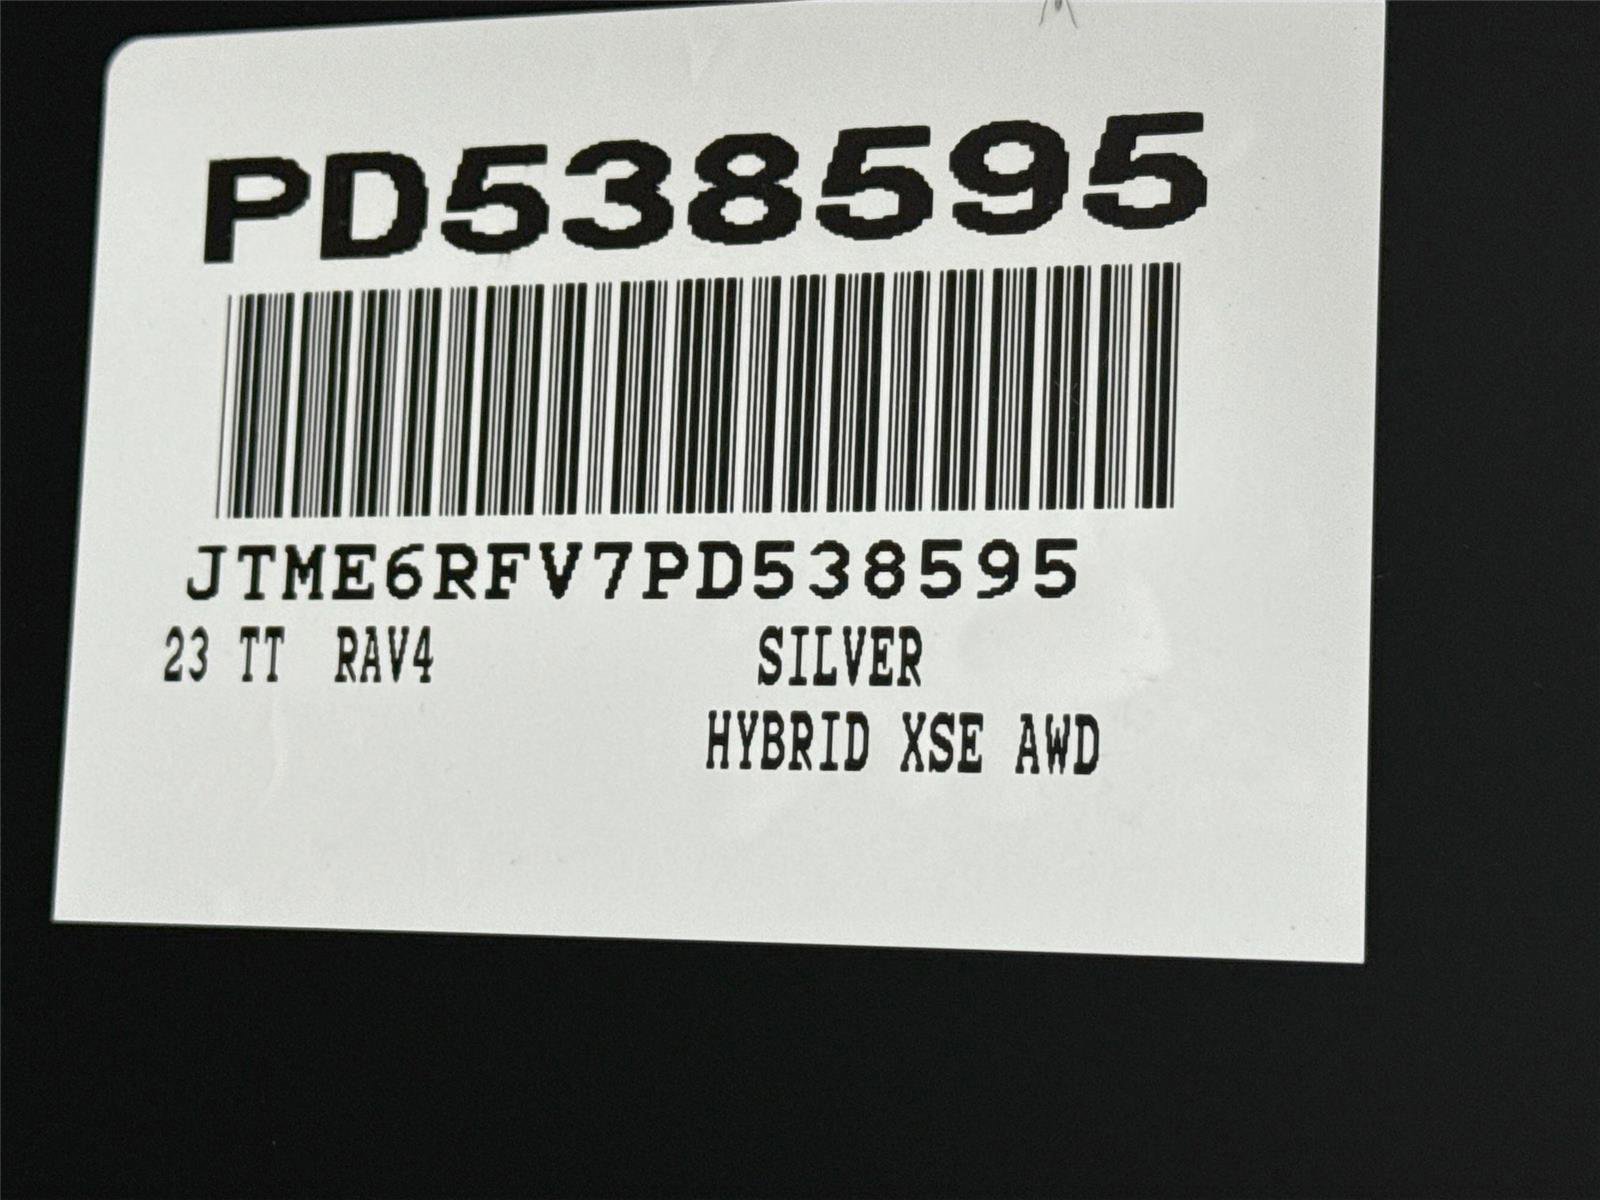 PD538595
JTME6RFV7PD538595
23 TT RAV4 SILVER
HYBRID XSE AWD